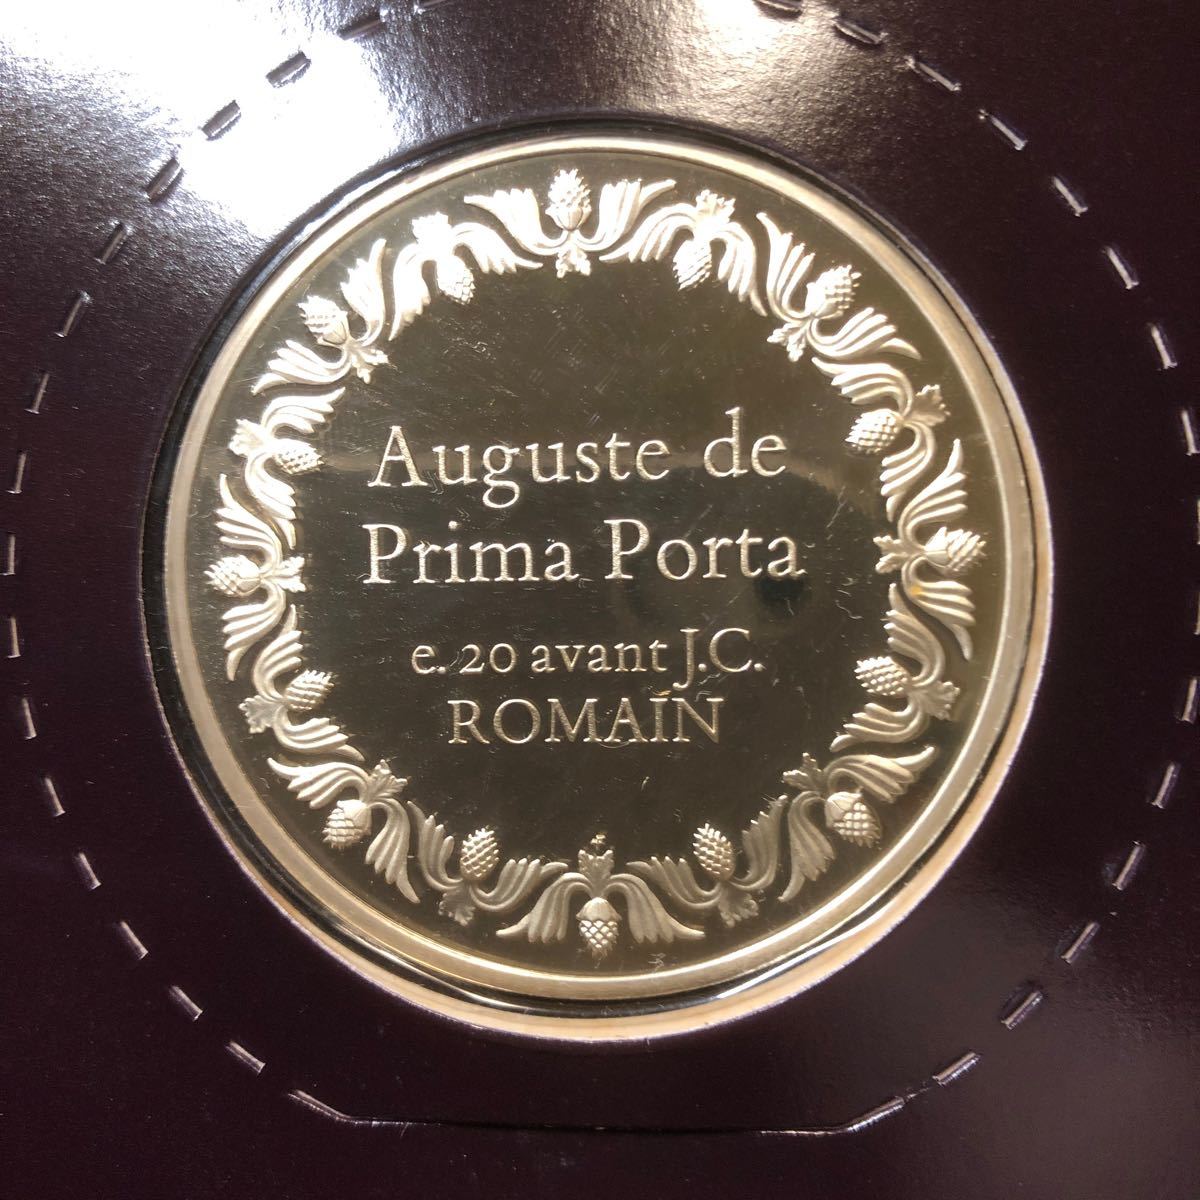 Auguste de
Prima Porta
e. 20 avant J.C.
ROMAIN